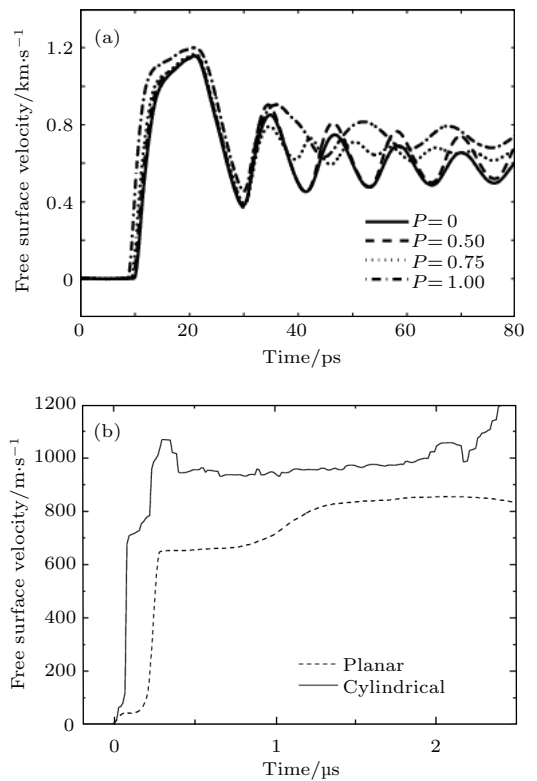 (a)
1.2
0.8
0.4
0
Free surface velocity/km·s⁻¹
P=0
P=0.50
P=0.75
P=1.00
0 20 40 60 80
Time/ps
(b)
1200
1000
800
600
400
200
0
Free surface velocity/m·s⁻¹
Planar
Cylindrical
0 1 2
Time/µs